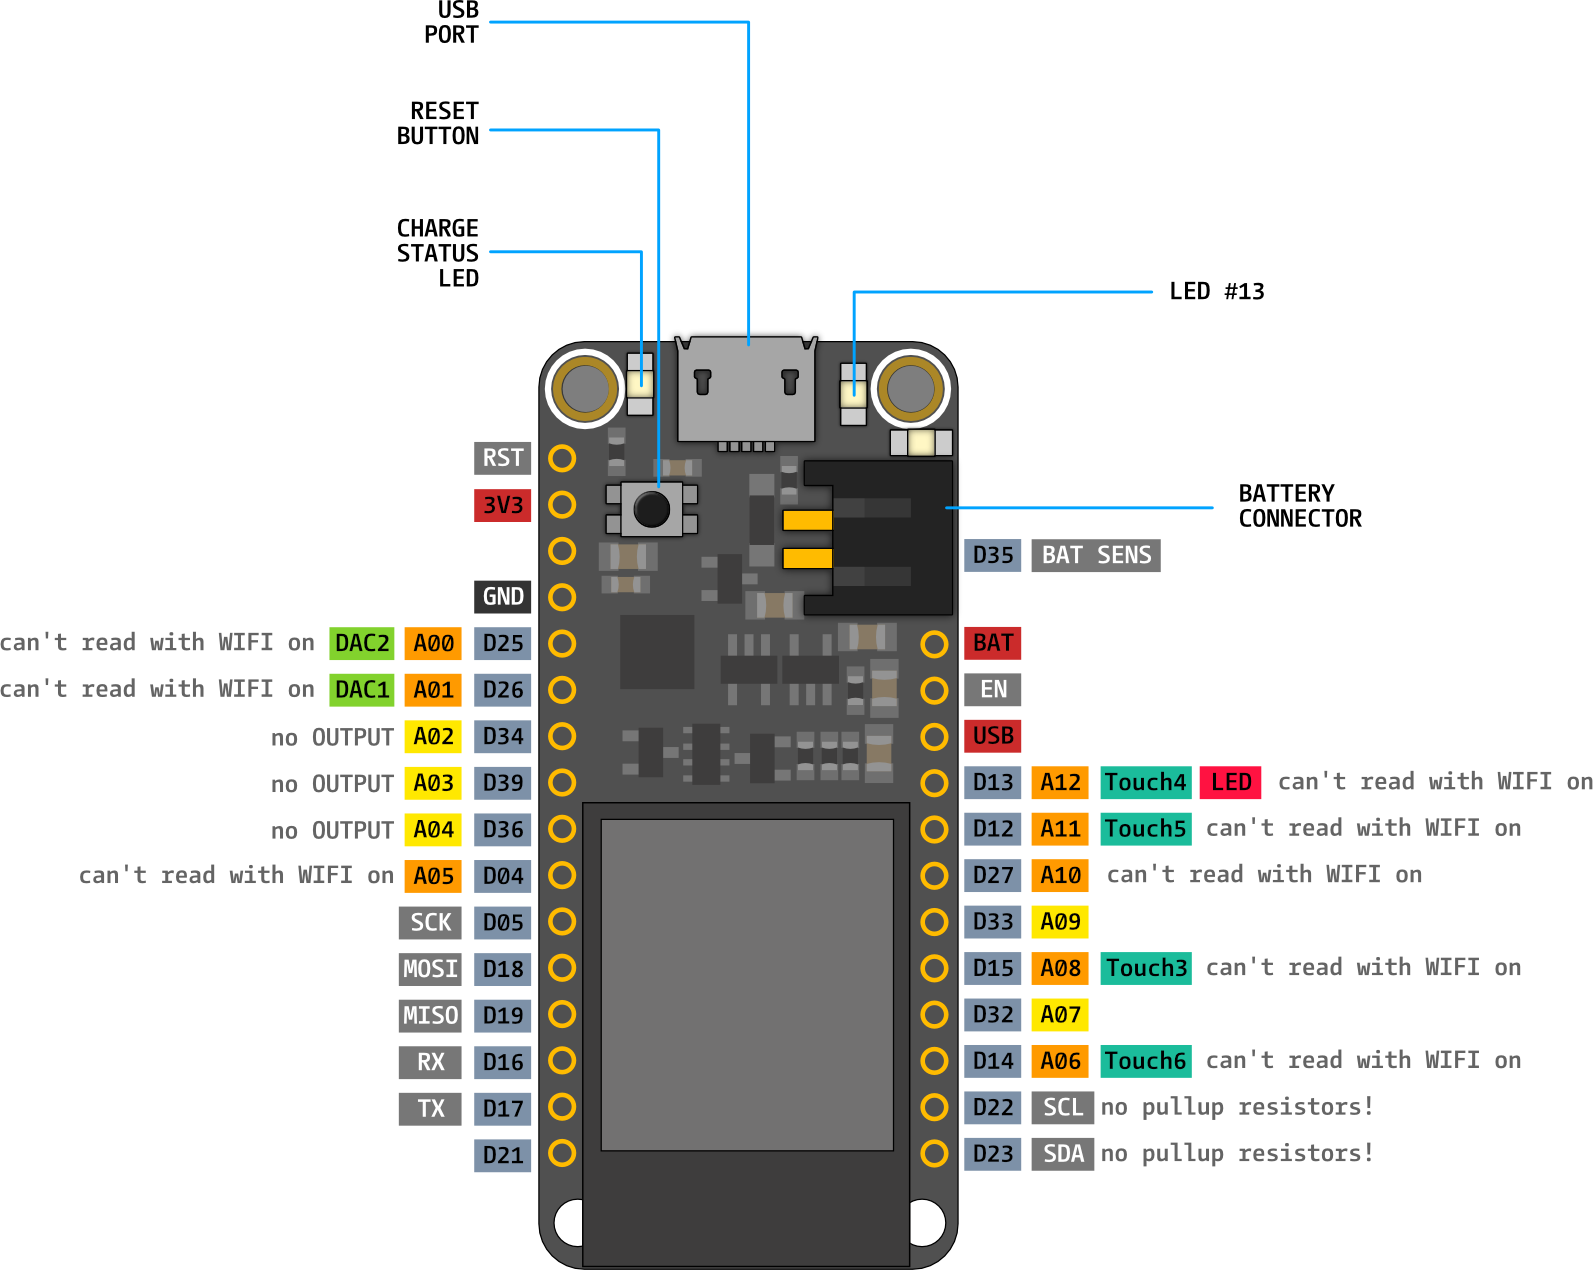 USB
PORT
RESET
BUTTON
CHARGE
STATUS
LED
LED #13
BATTERY
CONNECTOR
RST
3V3
D35 BAT SENS
GND
can't read with WIFI on DAC2 A00 D25
BAT
can't read with WIFI on DAC1 A01 D26
EN
no OUTPUT A02 D34
USB
no OUTPUT A03 D39
D13 A12 Touch4 LED can't read with WIFI on
no OUTPUT A04 D36
D12 A11 Touch5 can't read with WIFI on
can't read with WIFI on A05 D04
D27 A10 can't read with WIFI on
SCK D05
D33 A09
MOSI D18
D15 A08 Touch3 can't read with WIFI on
MISO D19
D32 A07
RX D16
D14 A06 Touch6 can't read with WIFI on
TX D17
D22 SCL no pullup resistors!
D21
D23 SDA no pullup resistors!